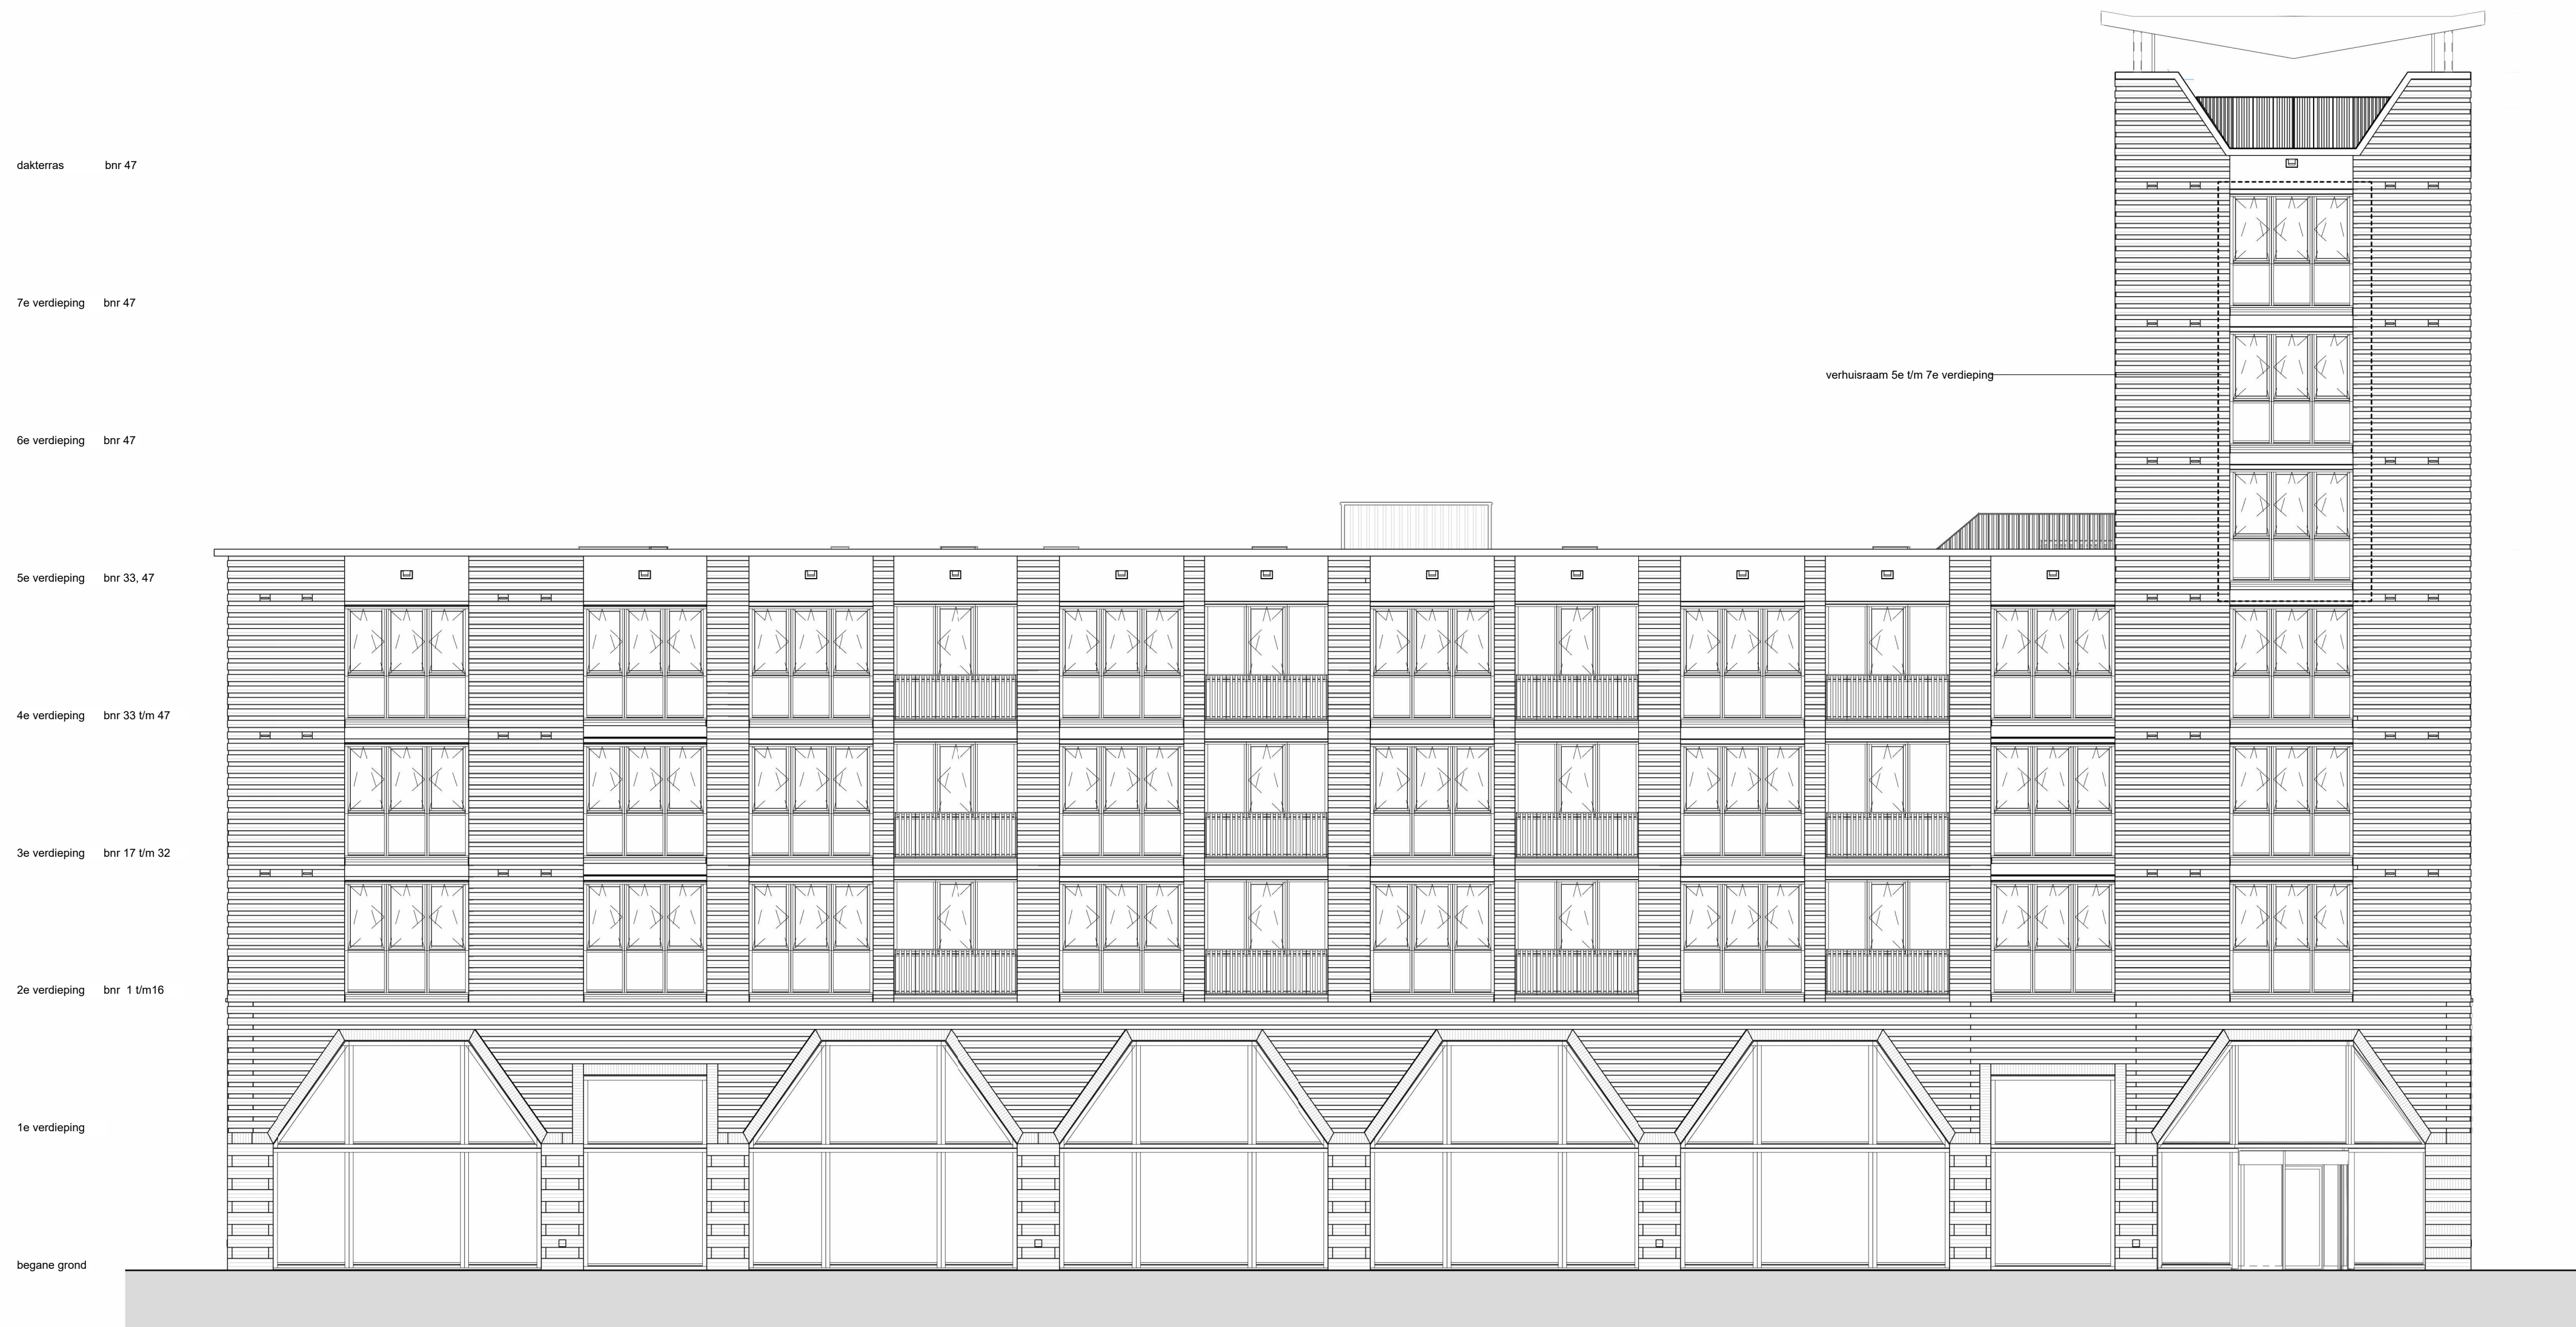 dakterras bnr 47
7e verdieping bnr 47
verhuisraam 5e t/m 7e verdieping
6e verdieping bnr 47
5e verdieping bnr 33, 47
4e verdieping bnr 33 t/m 47
3e verdieping bnr 17 t/m 32
2e verdieping bnr 1 t/m16
1e verdieping
begane grond